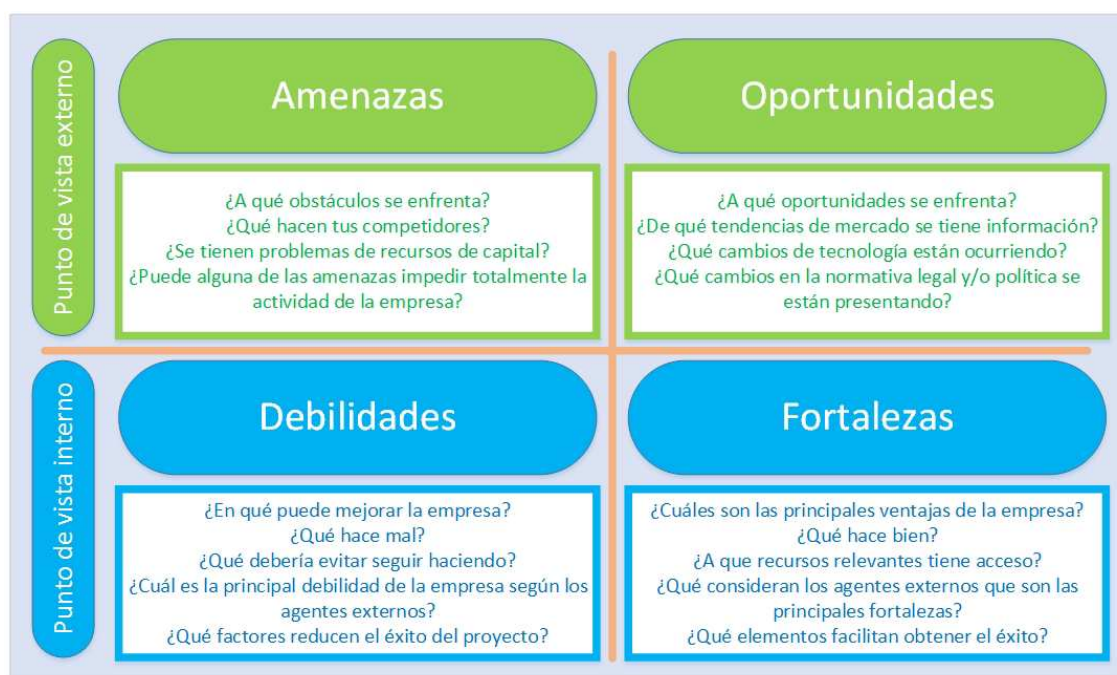 Punto de vista externo
Amenazas
¿A qué obstáculos se enfrenta?
¿Qué hacen tus competidores?
¿Se tienen problemas de recursos de capital?
¿Puede alguna de las amenazas impedir totalmente la
actividad de la empresa?
Oportunidades
¿A qué oportunidades se enfrenta?
¿De qué tendencias de mercado se tiene información?
¿Qué cambios de tecnología están ocurriendo?
¿Qué cambios en la normativa legal y/o política se
están presentando?
Punto de vista interno
Debilidades
¿En qué puede mejorar la empresa?
¿Qué hace mal?
¿Qué debería evitar seguir haciendo?
¿Cuál es la principal debilidad de la empresa según los
agentes externos?
¿Qué factores reducen el éxito del proyecto?
Fortalezas
¿Cuáles son las principales ventajas de la empresa?
¿Qué hace bien?
¿A que recursos relevantes tiene acceso?
¿Qué consideran los agentes externos que son las
principales fortalezas?
¿Qué elementos facilitan obtener el éxito?